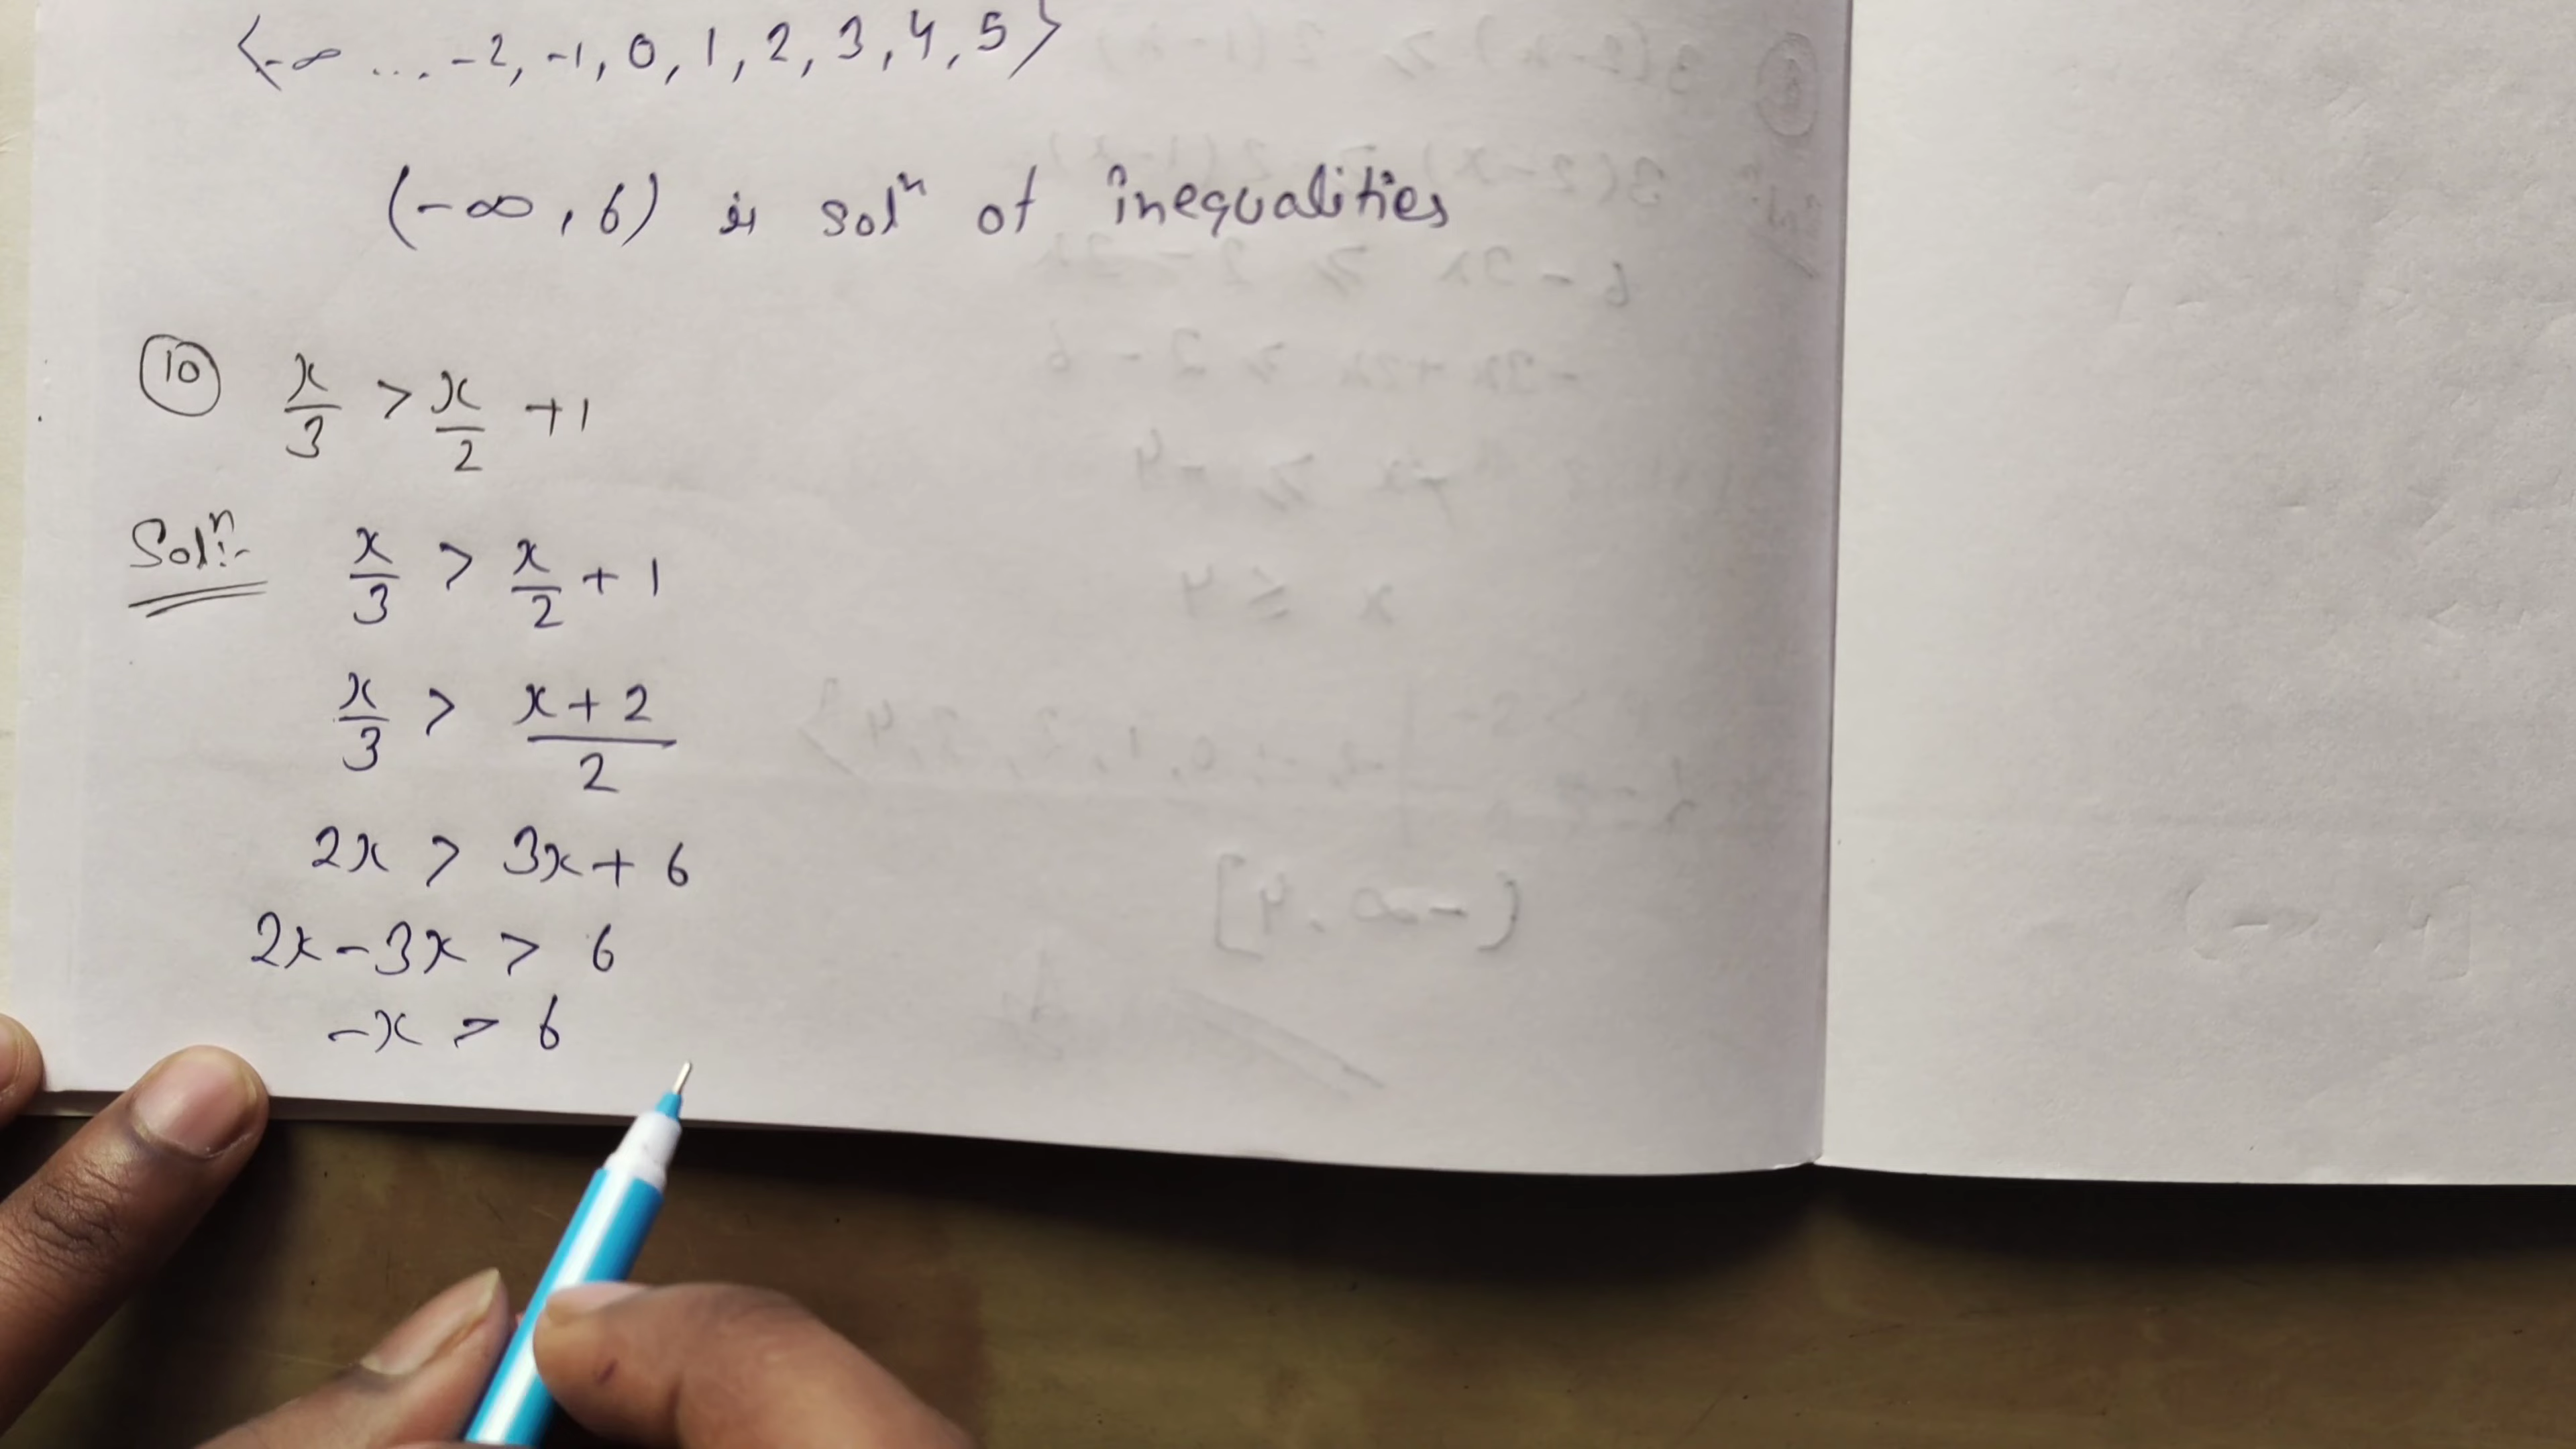 <-∞ ... -2, -1, 0, 1, 2, 3, 4, 5>
(-∞, 6) is solⁿ of inequalities
⑩ x/3 > x/2 + 1
Solⁿ:- x/3 > x/2 + 1
x/3 > (x + 2)/2
2x > 3x + 6
2x - 3x > 6
-x > 6